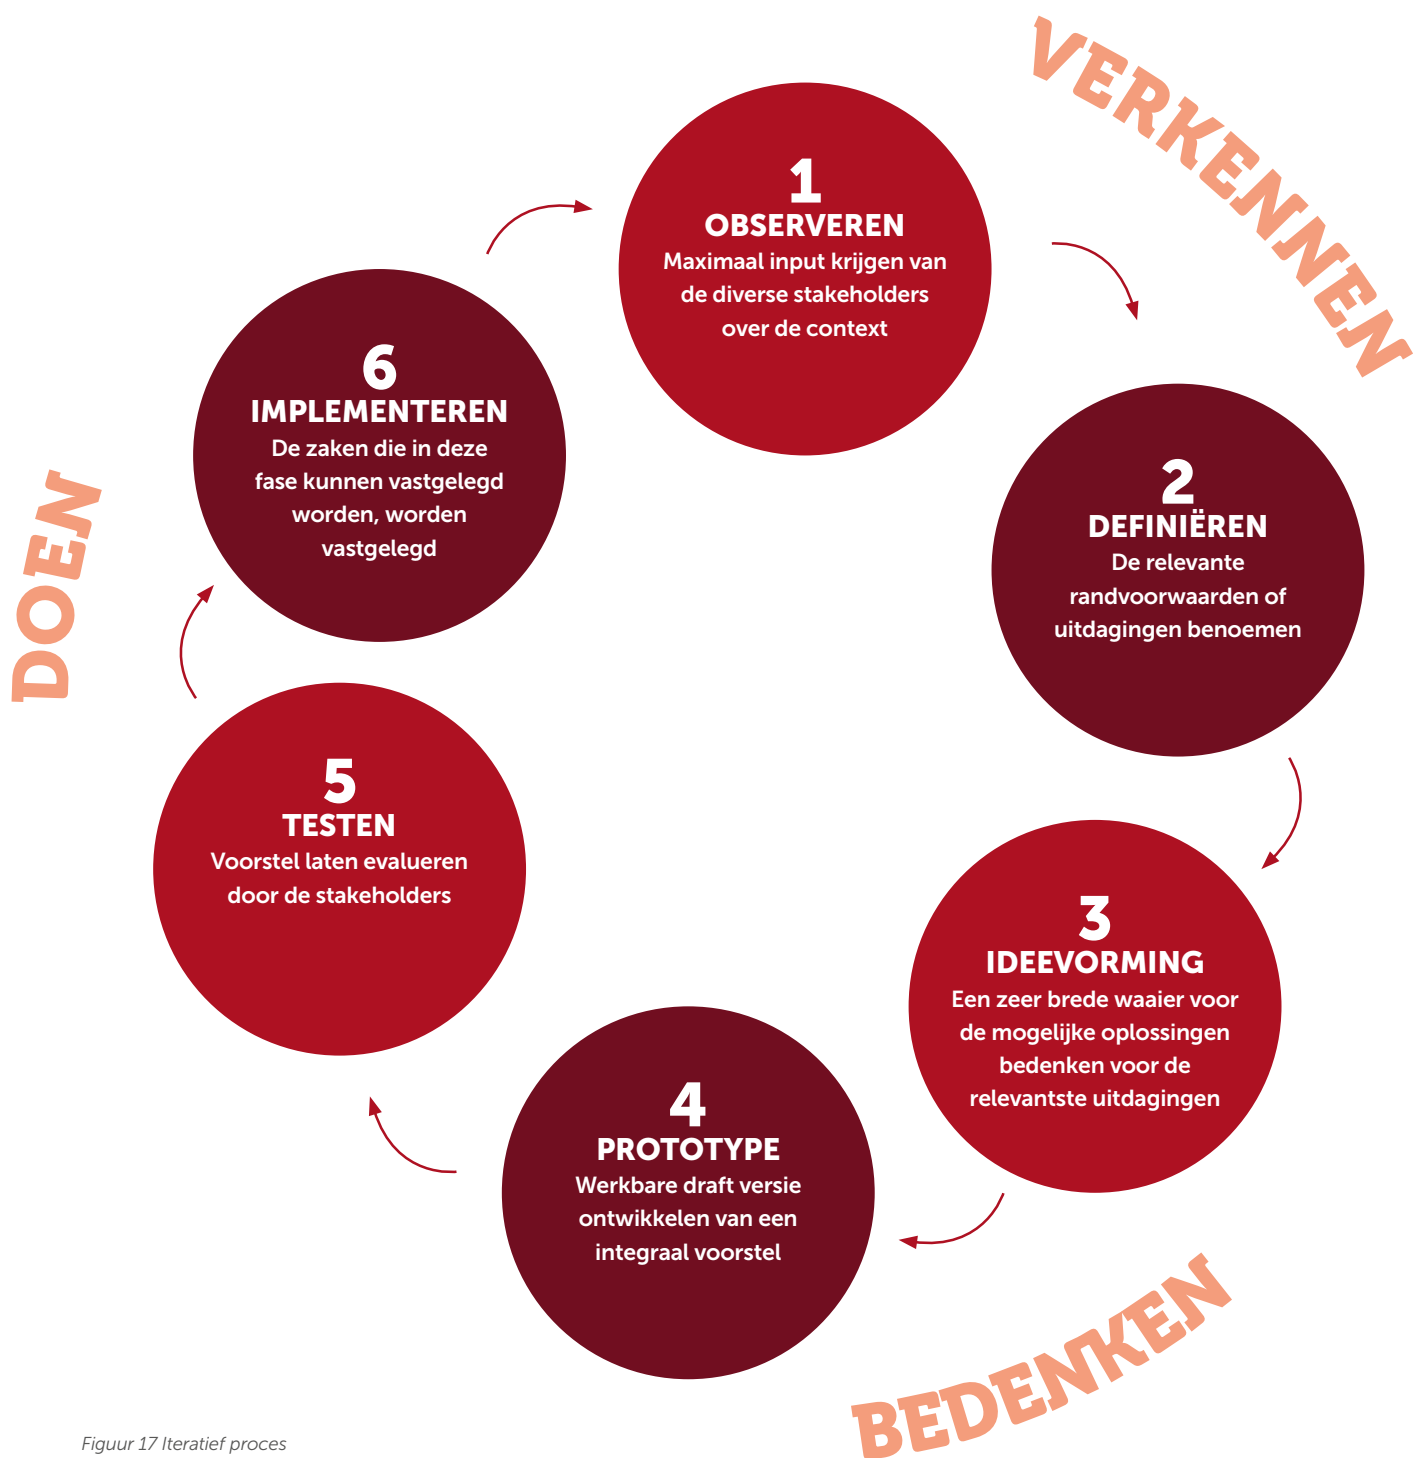 VERKENNEN
1
OBSERVEREN
Maximaal input krijgen van
de diverse stakeholders
over de context
2
DEFINIËREN
De relevante
randvoorwaarden of
uitdagingen benoemen
3
IDEEVORMING
Een zeer brede waaier voor
de mogelijke oplossingen
bedenken voor de
relevantste uitdagingen
BEDENKEN
4
PROTOTYPE
Werkbare draft versie
ontwikkelen van een
integraal voorstel
5
TESTEN
Voorstel laten evalueren
door de stakeholders
DOEN
6
IMPLEMENTEREN
De zaken die in deze
fase kunnen vastgelegd
worden, worden
vastgelegd
Figuur 17 Iteratief proces